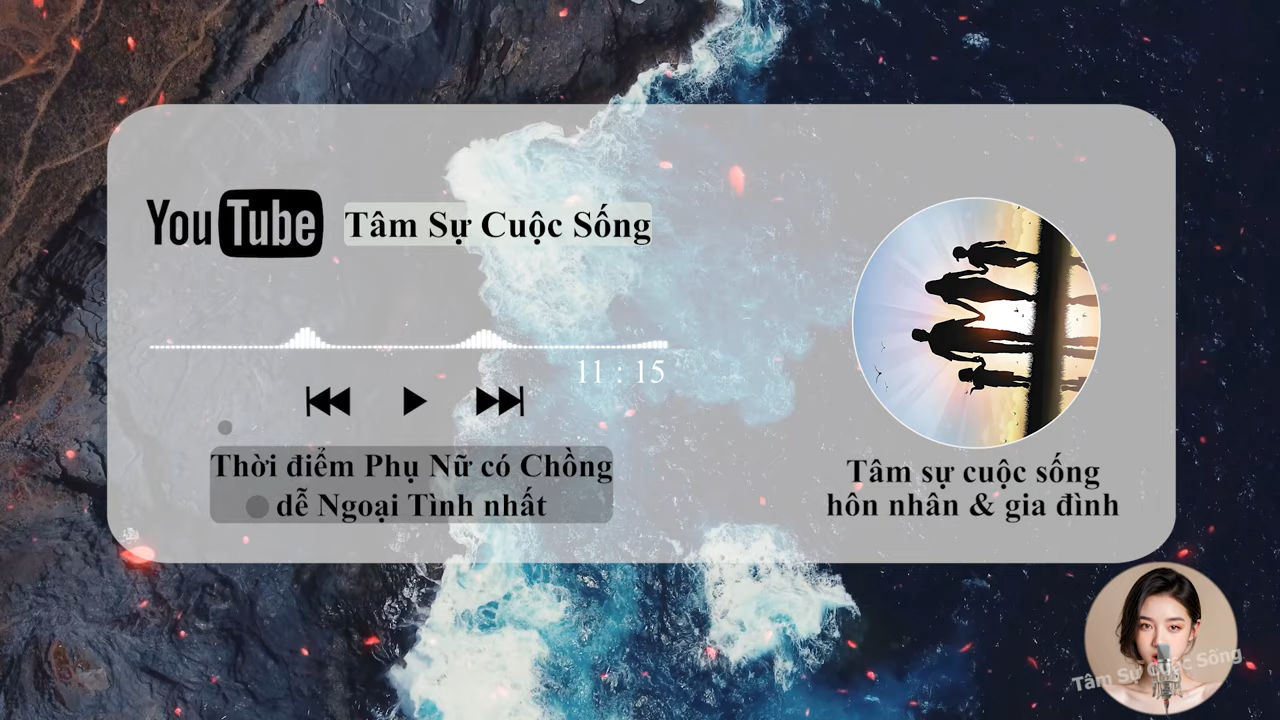 YouTube
Tâm Sự Cuộc Sống
11 : 15
Thời điểm Phụ Nữ có Chồng
dễ Ngoại Tình nhất
Tâm sự cuộc sống
hôn nhân & gia đình
Tâm Sự Cuộc Sống